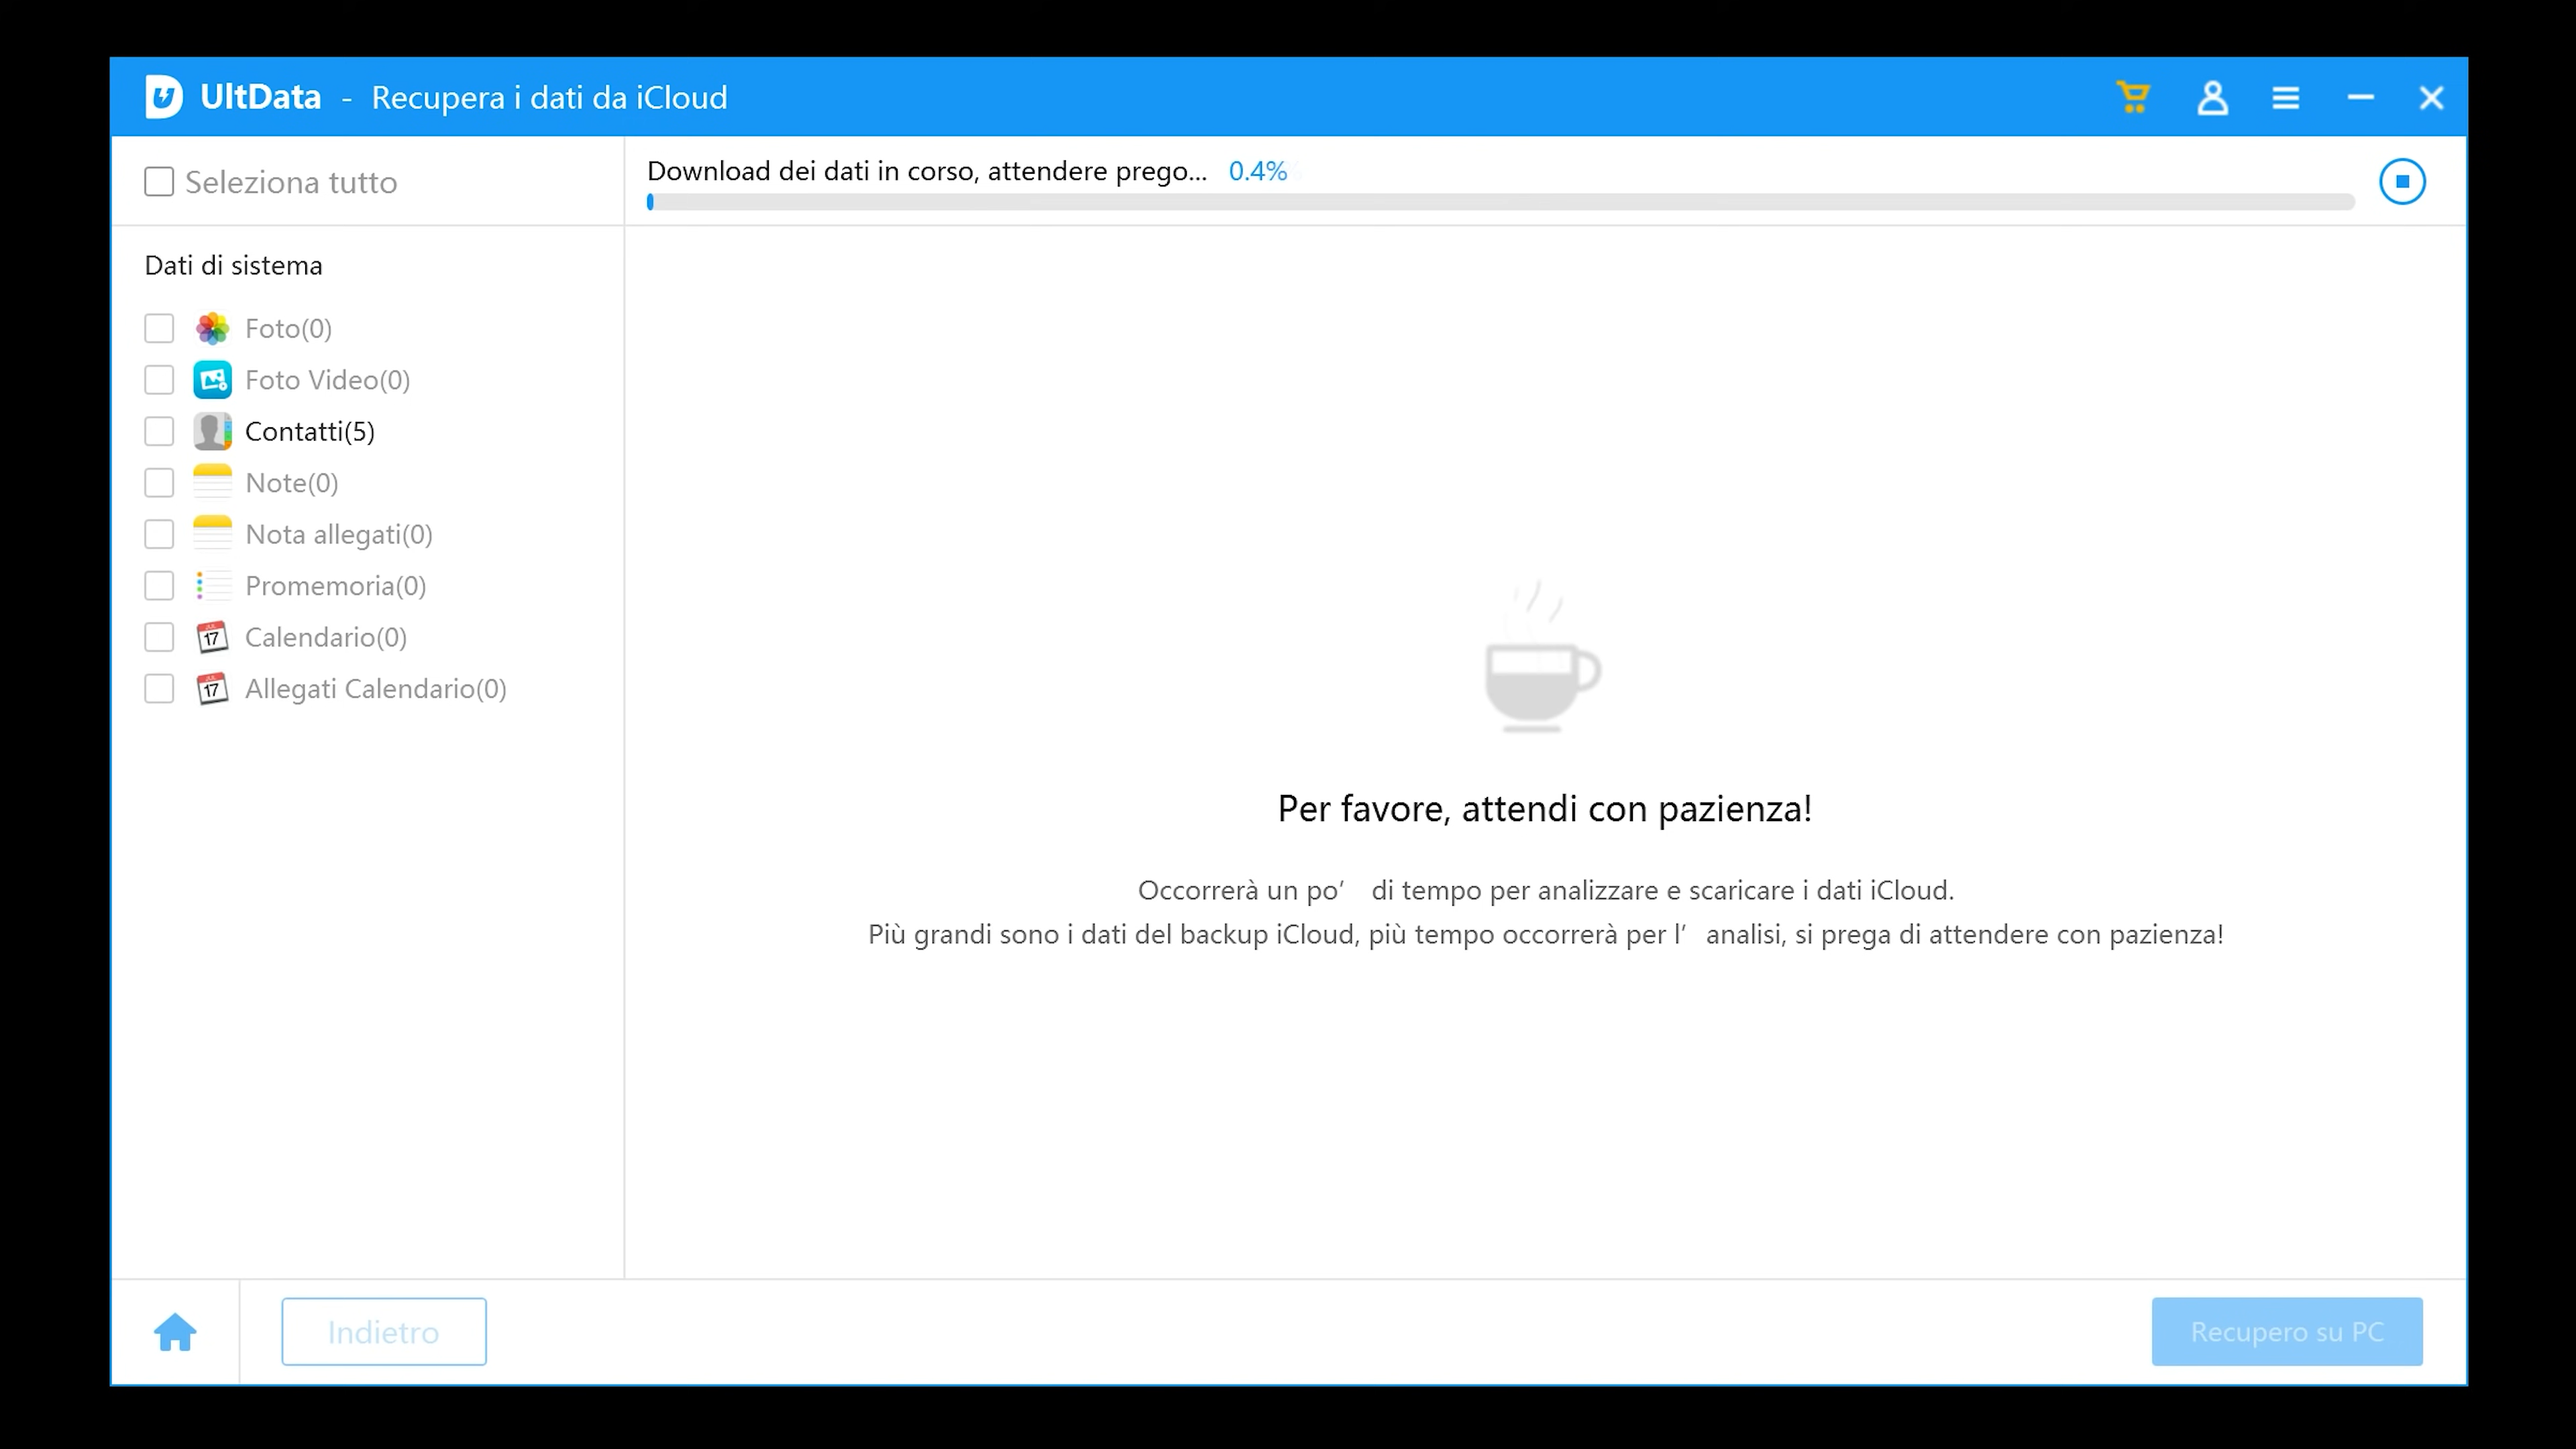 UltData - Recupera i dati da iCloud
Seleziona tutto
Download dei dati in corso, attendere prego... 0.4%
Dati di sistema
Foto(0)
Foto Video(0)
Contatti(5)
Note(0)
Nota allegati(0)
Promemoria(0)
17 Calendario(0)
17 Allegati Calendario(0)
Per favore, attendi con pazienza!
Occorrerà un po’ di tempo per analizzare e scaricare i dati iCloud.
Più grandi sono i dati del backup iCloud, più tempo occorrerà per l’ analisi, si prega di attendere con pazienza!
Indietro
Recupero su PC